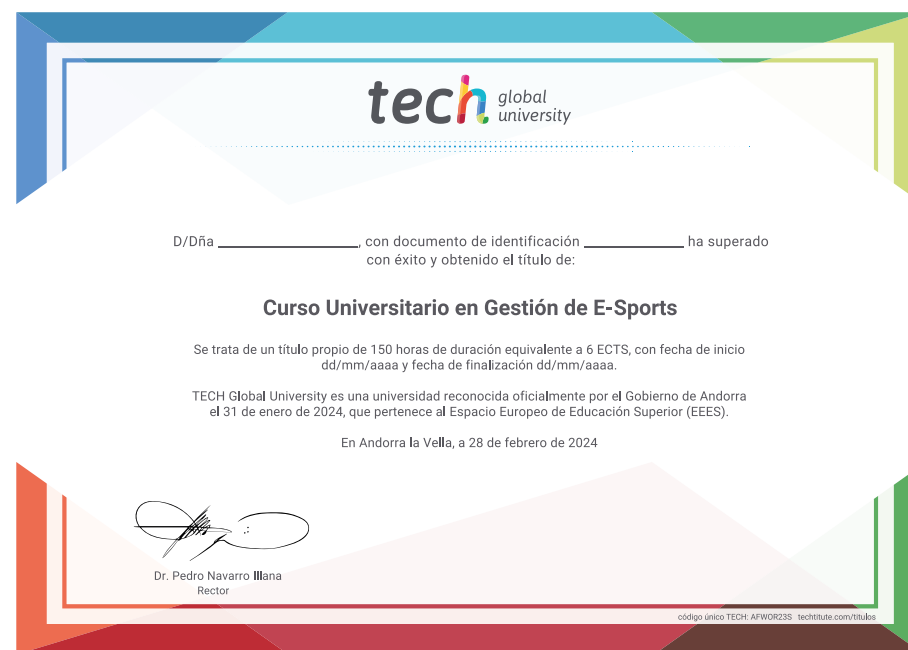 tech global university
D/Dña ____________, con documento de identificación ____________ ha superado
con éxito y obtenido el título de:
Curso Universitario en Gestión de E-Sports
Se trata de un título propio de 150 horas de duración equivalente a 6 ECTS, con fecha de inicio
dd/mm/aaaa y fecha de finalización dd/mm/aaaa.
TECH Global University es una universidad reconocida oficialmente por el Gobierno de Andorra
el 31 de enero de 2024, que pertenece al Espacio Europeo de Educación Superior (EEES).
En Andorra la Vella, a 28 de febrero de 2024
Dr. Pedro Navarro Illana
Rector
código único TECH: AFWOR23S techtitute.com/titulos